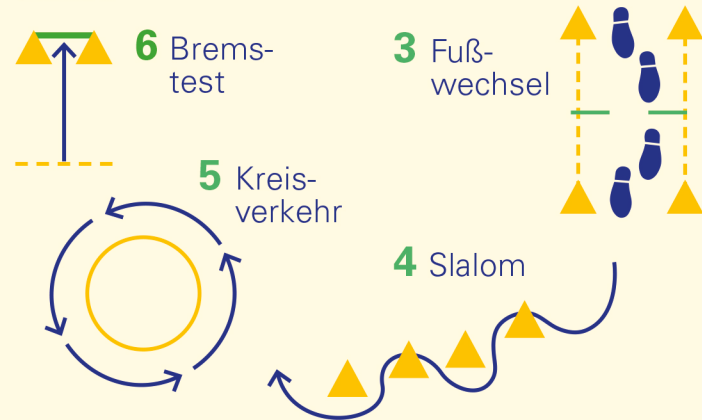 6 Brems-
test
3 Fuß-
wechsel
5 Kreis-
verkehr
4 Slalom